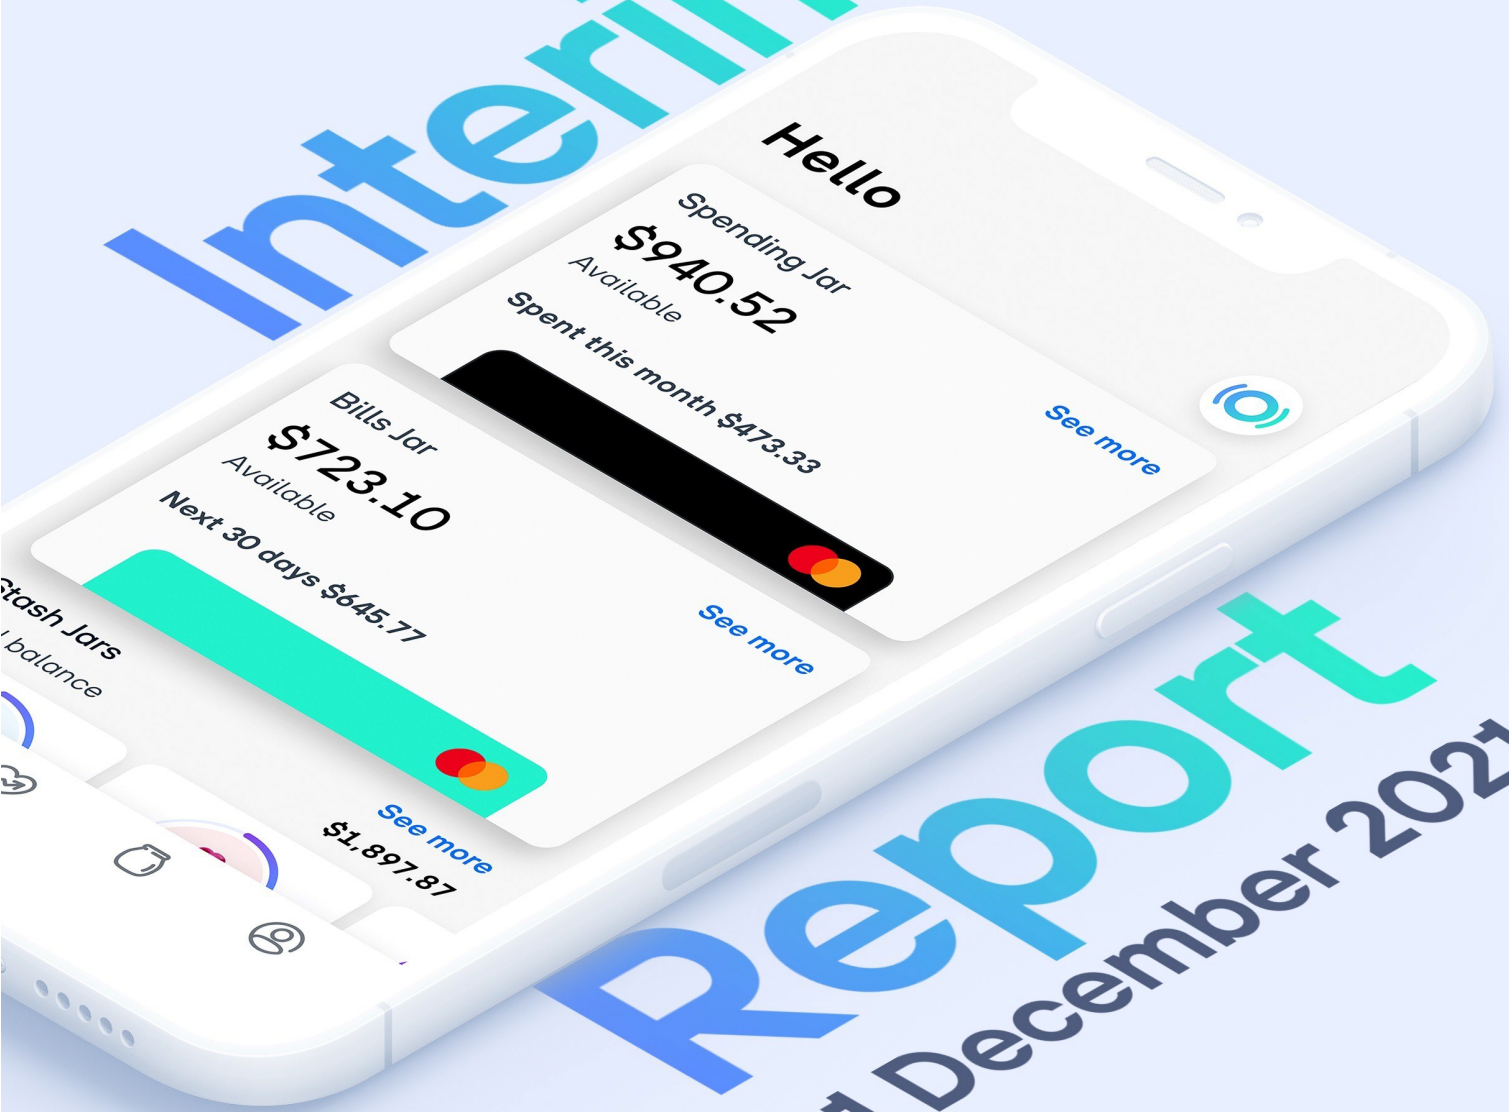 Hello
Spending Jar
$940.52
Available
Spent this month $473.33
See more
Bills Jar
$723.10
Available
Next 30 days $645.77
See more
Stash Jars
balance
See more
$1,897.87
Report
December 2021